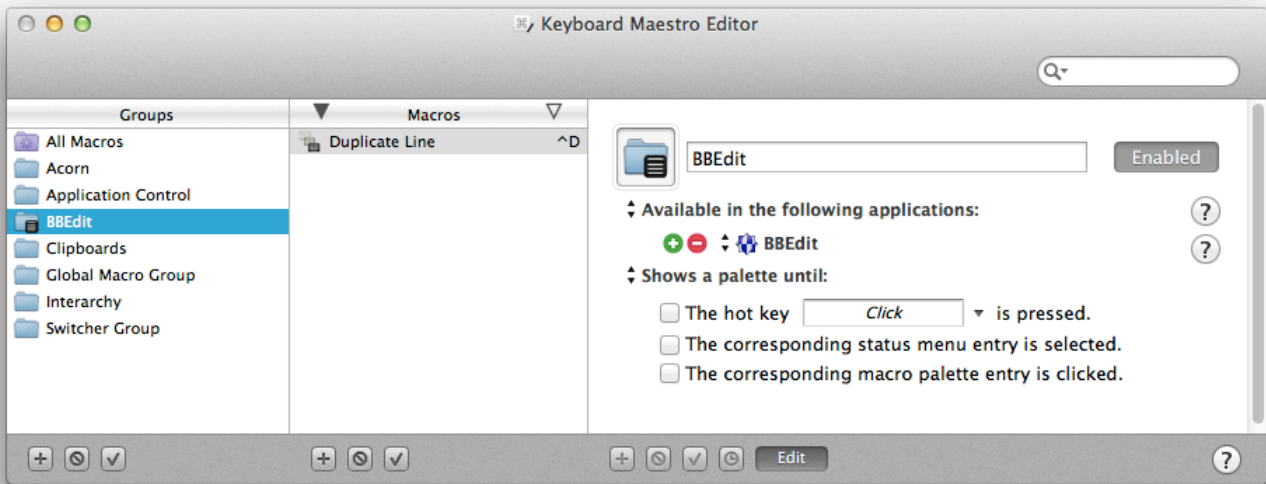 Keyboard Maestro Editor
Groups
All Macros
Acorn
Application Control
BBEdit
Clipboards
Global Macro Group
Interarchy
Switcher Group
Macros
Duplicate Line ^D
BBEdit Enabled
Available in the following applications: ?
BBEdit ?
Shows a palette until:
The hot key Click is pressed.
The corresponding status menu entry is selected.
The corresponding macro palette entry is clicked.
Edit ?